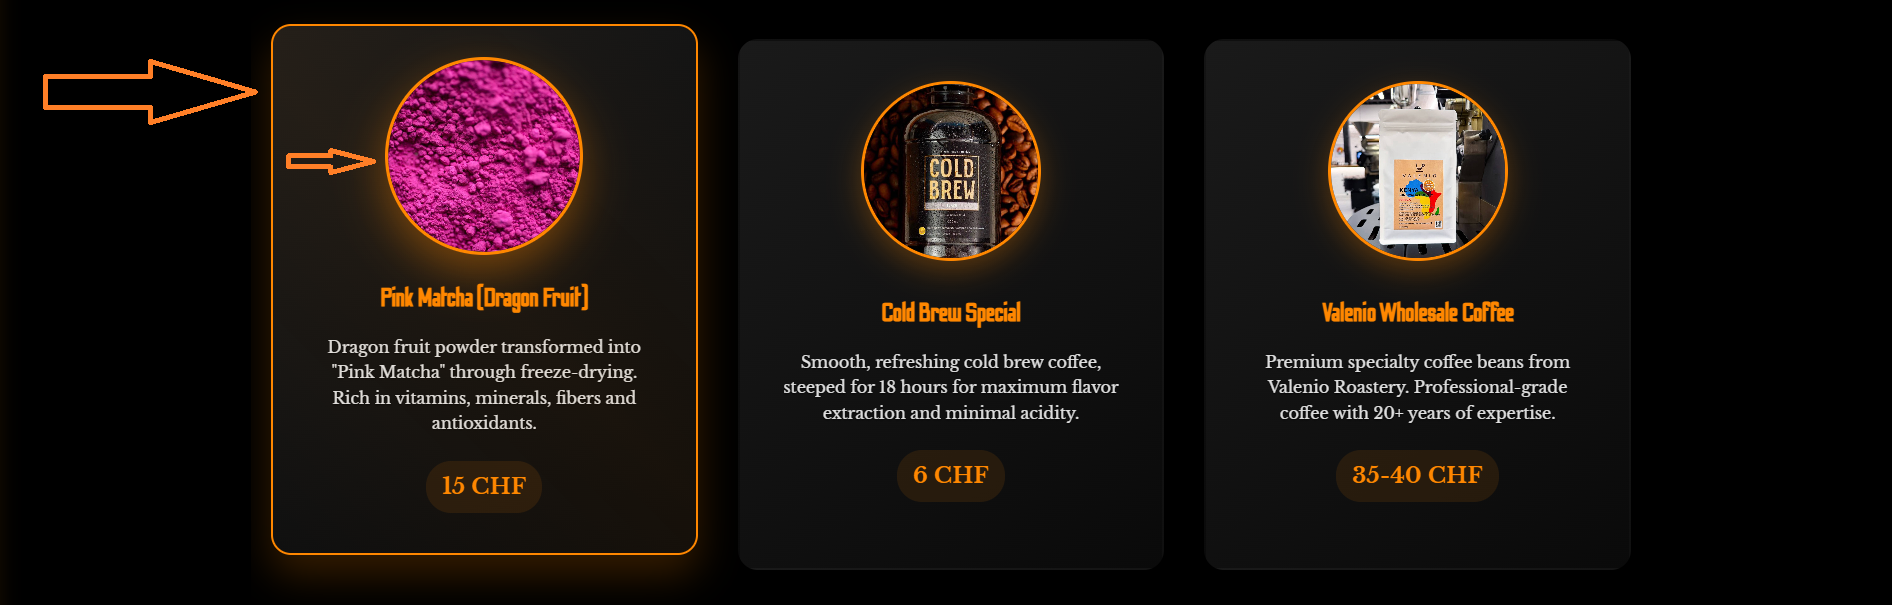 Pink Matcha (Dragon Fruit)
Dragon fruit powder transformed into
"Pink Matcha" through freeze-drying.
Rich in vitamins, minerals, fibers and
antioxidants.
15 CHF
COLD
BREW
Cold Brew Special
Smooth, refreshing cold brew coffee,
steeped for 18 hours for maximum flavor
extraction and minimal acidity.
6 CHF
VALENIO
KENYA
Valenio Wholesale Coffee
Premium specialty coffee beans from
Valenio Roastery. Professional-grade
coffee with 20+ years of expertise.
35-40 CHF